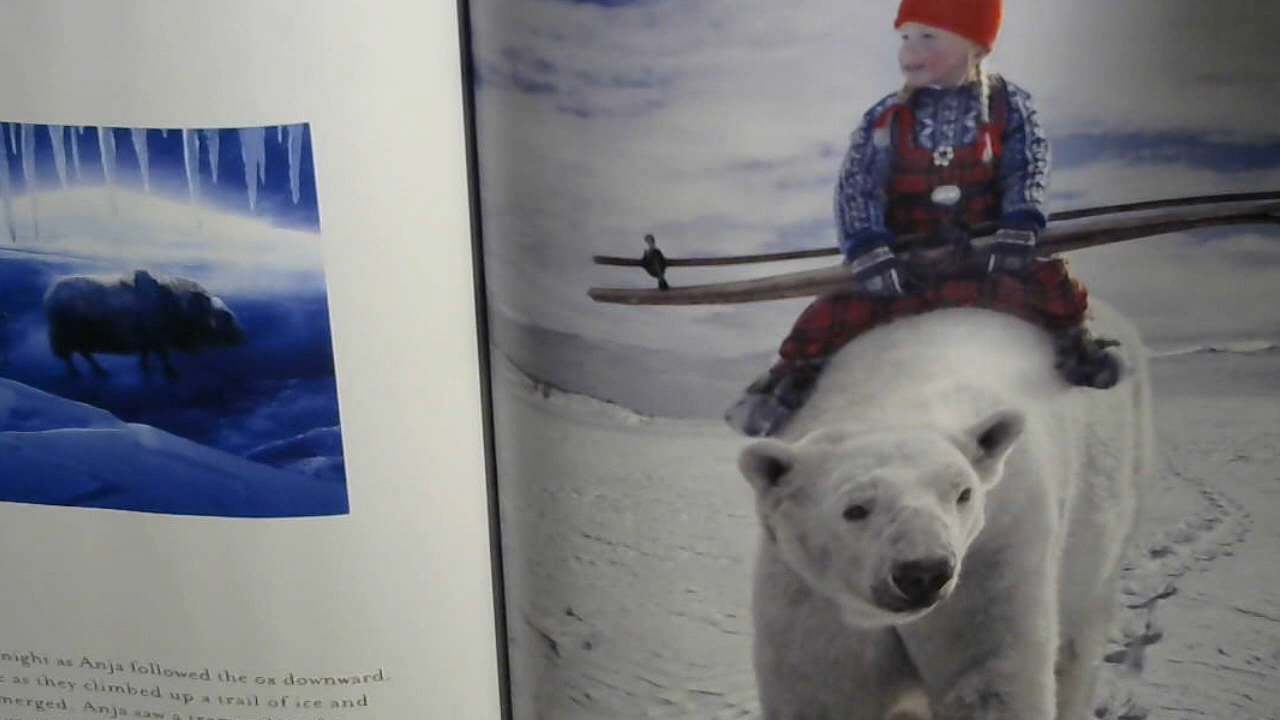 night as Anja followed the ox downward.
as they climbed up a trail of ice and
merged. Anja saw a